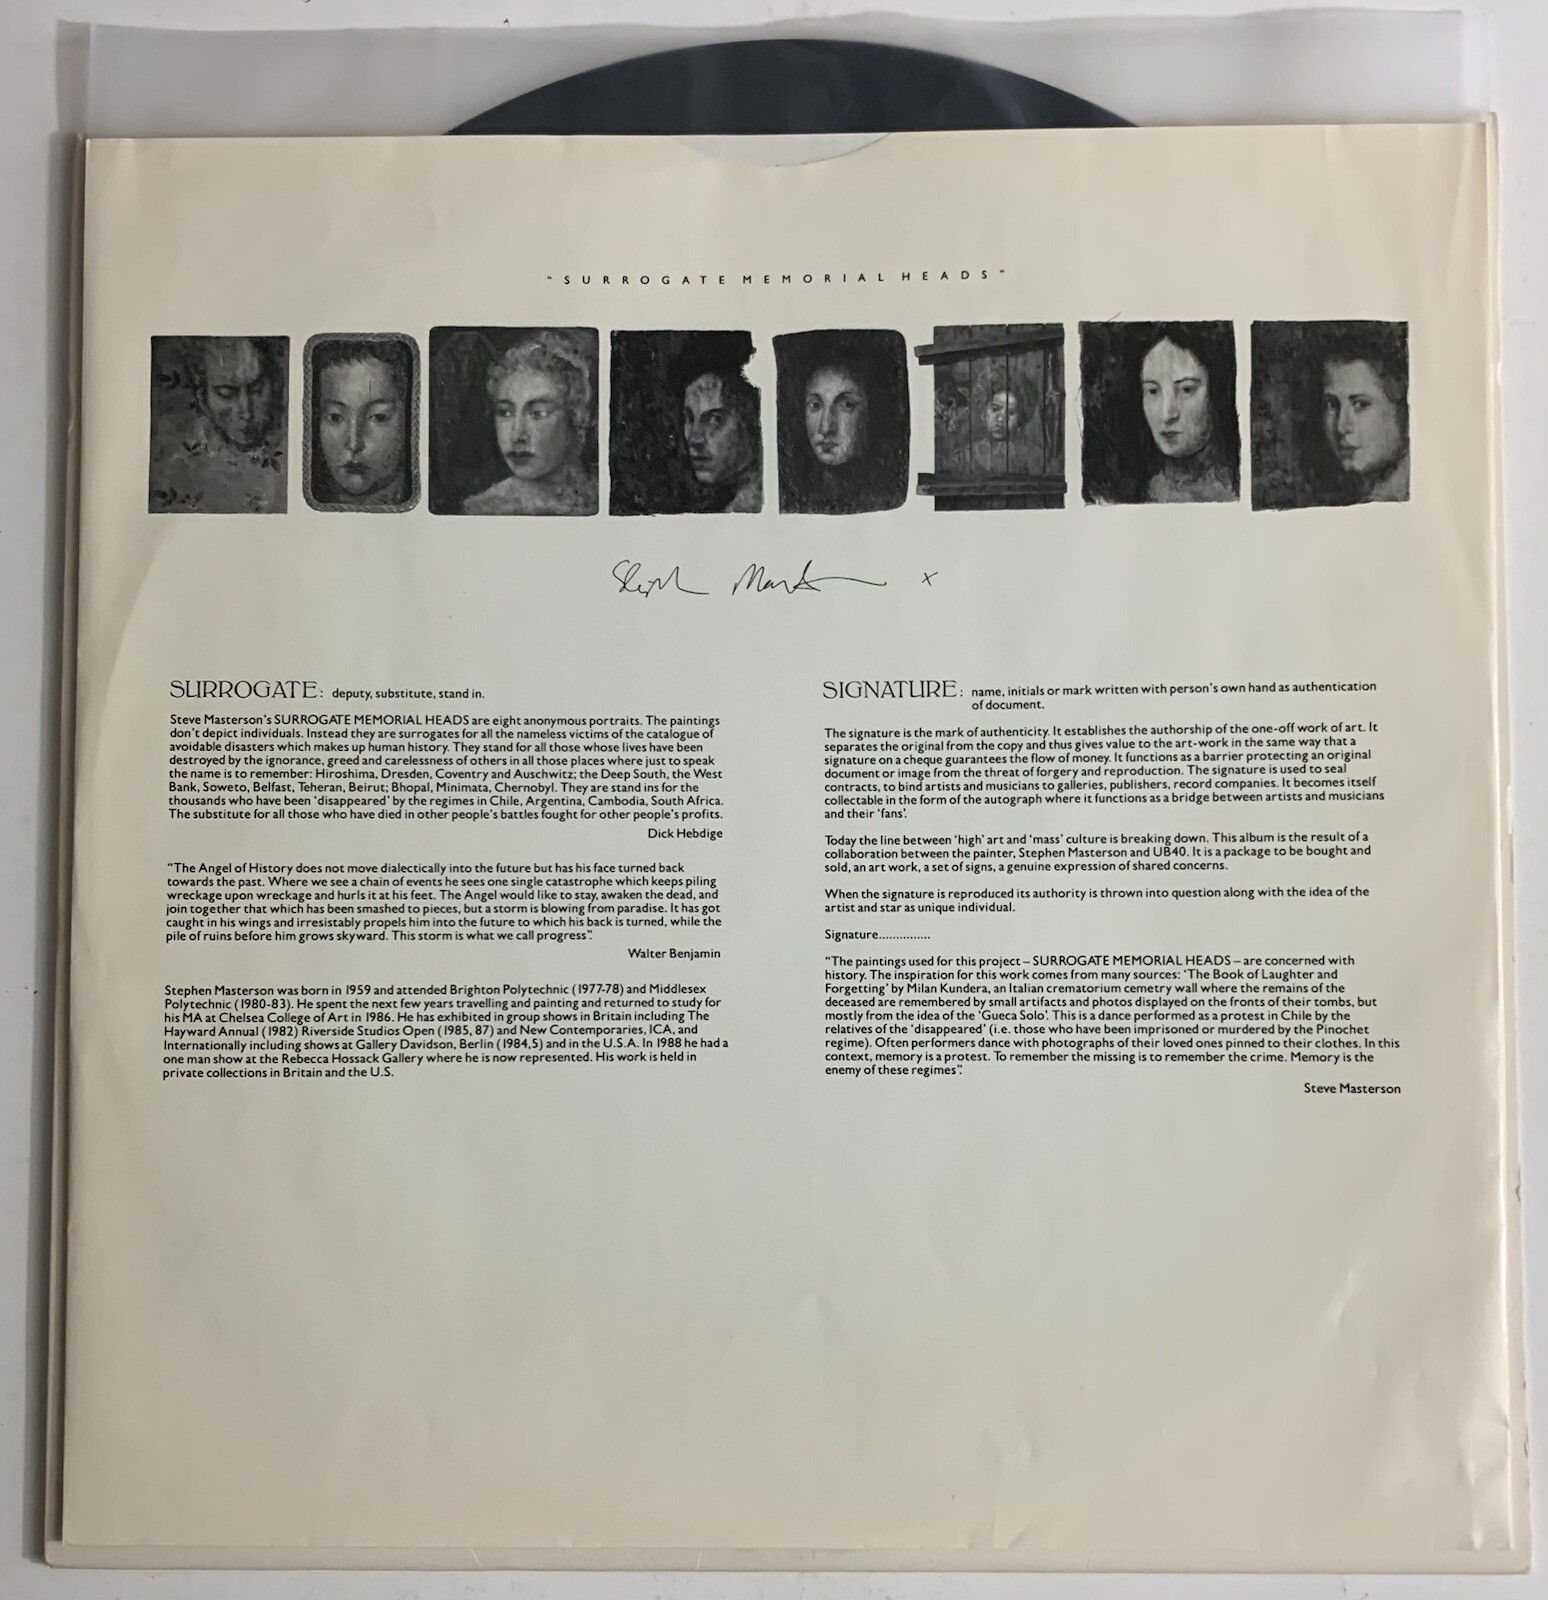 "SURROGATE MEMORIAL HEADS"
Stephen Masterson x
SURROGATE: deputy, substitute, stand in.
Steve Masterson's SURROGATE MEMORIAL HEADS are eight anonymous portraits. The paintings
don't depict individuals. Instead they are surrogates for all the nameless victims of the catalogue of
avoidable disasters which makes up human history. They stand for all those whose lives have been
destroyed by the ignorance, greed and carelessness of others in all those places where just to speak
the name is to remember: Hiroshima, Dresden, Coventry and Auschwitz; the Deep South, the West
Bank, Soweto, Belfast, Teheran, Beirut; Bhopal, Minimata, Chernobyl. They are stand ins for the
thousands who have been 'disappeared' by the regimes in Chile, Argentina, Cambodia, South Africa.
The substitute for all those who have died in other people's battles fought for other people's profits.
Dick Hebdige
"The Angel of History does not move dialectically into the future but has his face turned back
towards the past. Where we see a chain of events he sees one single catastrophe which keeps piling
wreckage upon wreckage and hurls it at his feet. The Angel would like to stay, awaken the dead, and
join together that which has been smashed to pieces, but a storm is blowing from paradise. It has got
caught in his wings and irresistably propels him into the future to which his back is turned, while the
pile of ruins before him grows skyward. This storm is what we call progress".
Walter Benjamin
Stephen Masterson was born in 1959 and attended Brighton Polytechnic (1977-78) and Middlesex
Polytechnic (1980-83). He spent the next few years travelling and painting and returned to study for
his MA at Chelsea College of Art in 1986. He has exhibited in group shows in Britain including The
Hayward Annual (1982) Riverside Studios Open (1985, 87) and New Contemporaries, ICA, and
Internationally including shows at Gallery Davidson, Berlin (1984,5) and in the U.S.A. In 1988 he had a
one man show at the Rebecca Hossack Gallery where he is now represented. His work is held in
private collections in Britain and the U.S.
SIGNATURE: name, initials or mark written with person's own hand as authentication
of document.
The signature is the mark of authenticity. It establishes the authorship of the one-off work of art. It
separates the original from the copy and thus gives value to the art-work in the same way that a
signature on a cheque guarantees the flow of money. It functions as a barrier protecting an original
document or image from the threat of forgery and reproduction. The signature is used to seal
contracts, to bind artists and musicians to galleries, publishers, record companies. It becomes itself
collectable in the form of the autograph where it functions as a bridge between artists and musicians
and their 'fans'.
Today the line between 'high' art and 'mass' culture is breaking down. This album is the result of a
collaboration between the painter, Stephen Masterson and UB40. It is a package to be bought and
sold, an art work, a set of signs, a genuine expression of shared concerns.
When the signature is reproduced its authority is thrown into question along with the idea of the
artist and star as unique individual.
Signature...............
"The paintings used for this project – SURROGATE MEMORIAL HEADS – are concerned with
history. The inspiration for this work comes from many sources: 'The Book of Laughter and
Forgetting' by Milan Kundera, an Italian crematorium cemetry wall where the remains of the
deceased are remembered by small artifacts and photos displayed on the fronts of their tombs, but
mostly from the idea of the 'Gueca Solo'. This is a dance performed as a protest in Chile by the
relatives of the 'disappeared' (i.e. those who have been imprisoned or murdered by the Pinochet
regime). Often performers dance with photographs of their loved ones pinned to their clothes. In this
context, memory is a protest. To remember the missing is to remember the crime. Memory is the
enemy of these regimes".
Steve Masterson